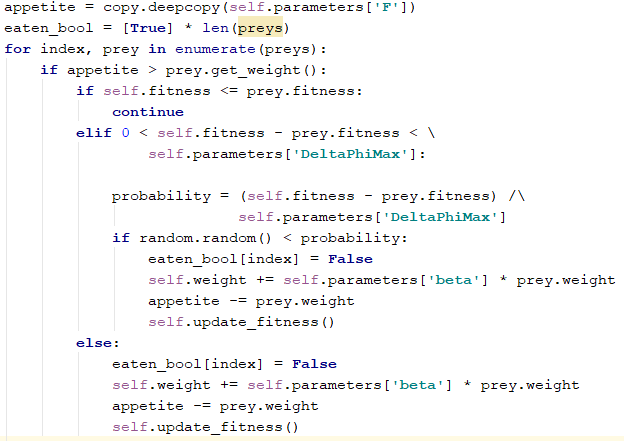 appetite = copy.deepcopy(self.parameters['F'])
eaten_bool = [True] * len(preys)
for index, prey in enumerate(preys):
    if appetite > prey.get_weight():
        if self.fitness <= prey.fitness:
            continue
        elif 0 < self.fitness - prey.fitness < \
                self.parameters['DeltaPhiMax']:

            probability = (self.fitness - prey.fitness) /\
                          self.parameters['DeltaPhiMax']
            if random.random() < probability:
                eaten_bool[index] = False
                self.weight += self.parameters['beta'] * prey.weight
                appetite -= prey.weight
                self.update_fitness()
        else:
            eaten_bool[index] = False
            self.weight += self.parameters['beta'] * prey.weight
            appetite -= prey.weight
            self.update_fitness()